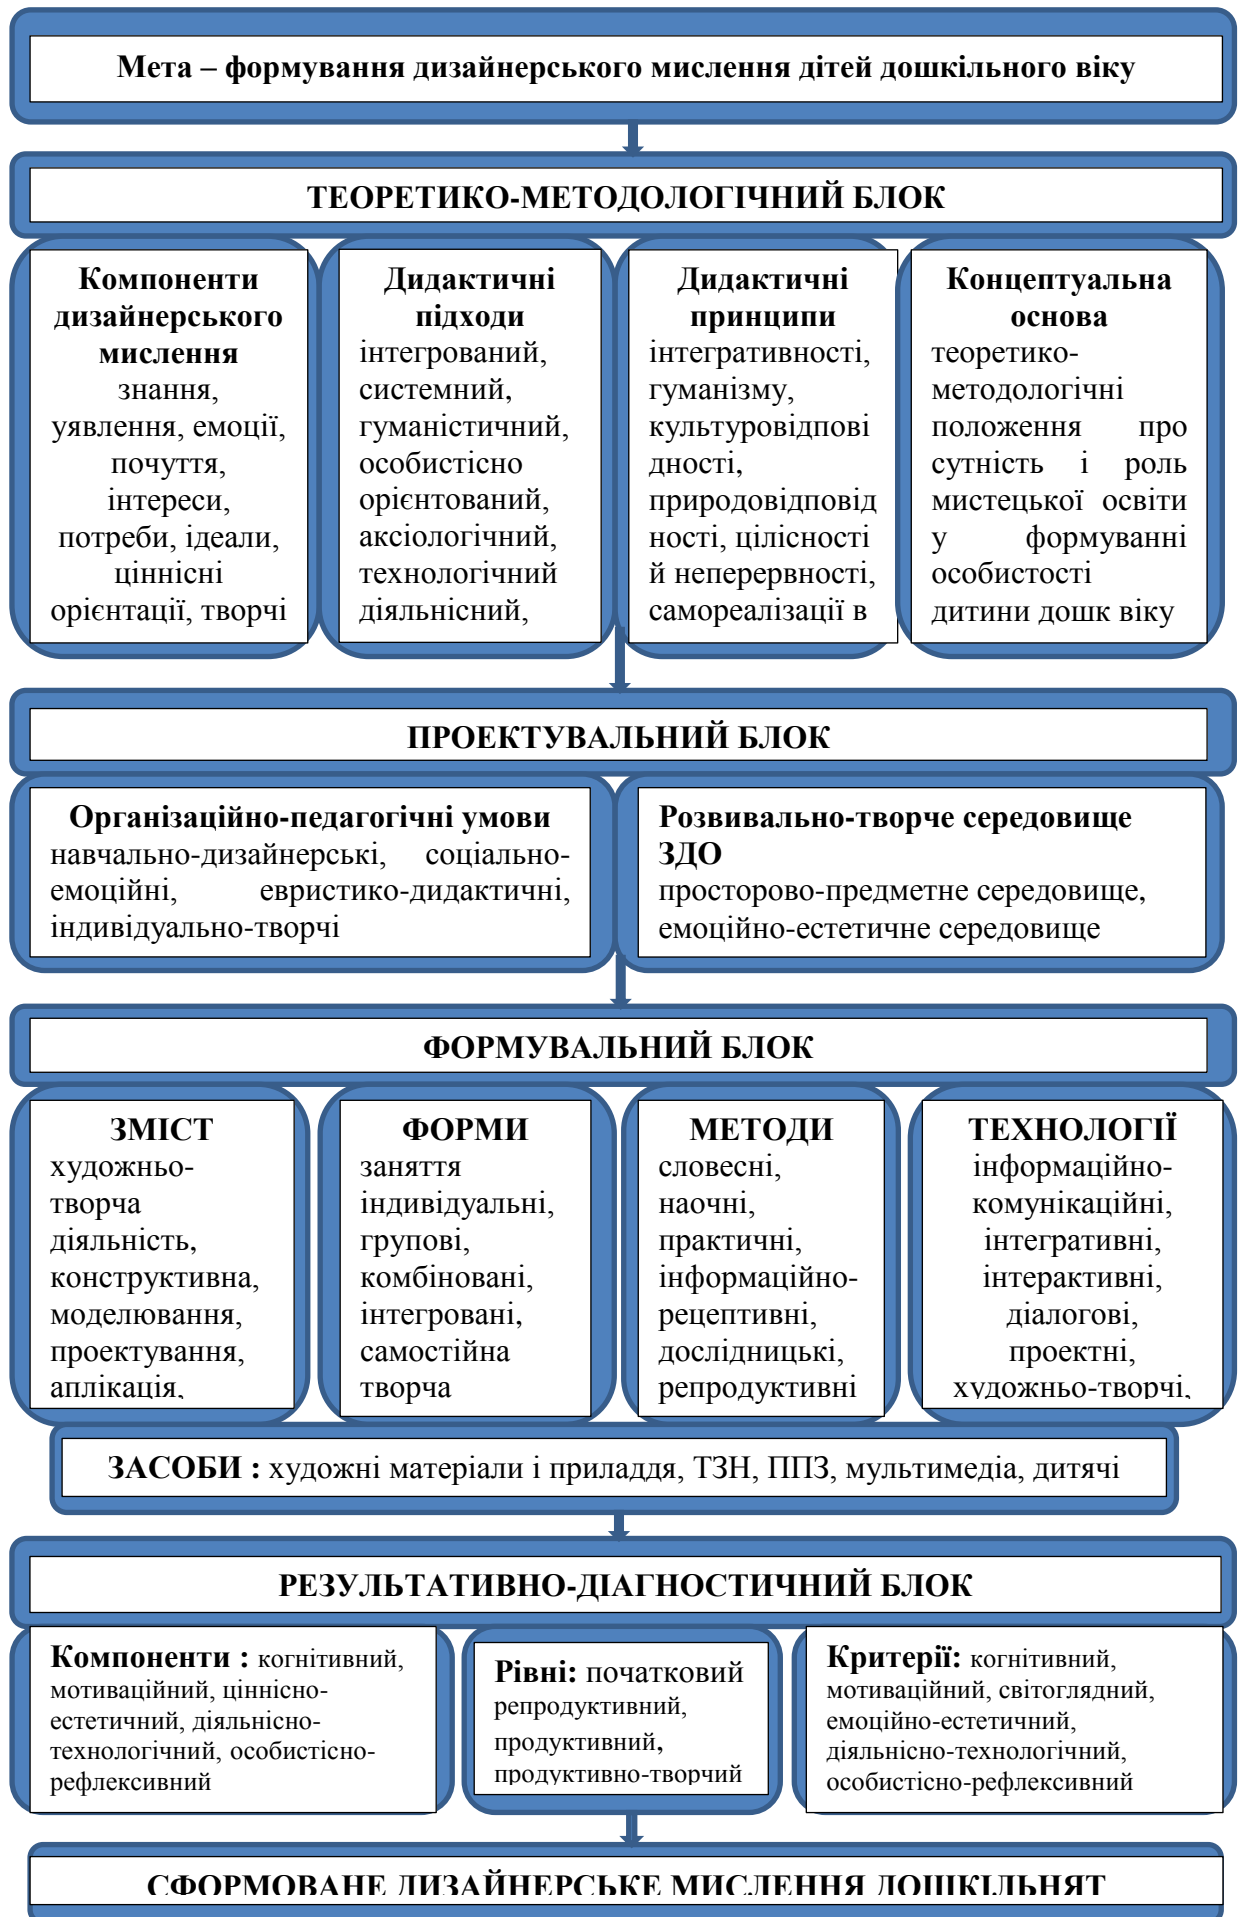 Мета – формування дизайнерського мислення дітей дошкільного віку
ТЕОРЕТИКО-МЕТОДОЛОГІЧНИЙ БЛОК
Компоненти
дизайнерського
мислення
знання,
уявлення, емоції,
почуття,
інтереси,
потреби, ідеали,
ціннісні
орієнтації, творчі
Дидактичні
підходи
інтегрований,
системний,
гуманістичний,
особистісно
орієнтований,
аксіологічний,
технологічний
діяльнісний,
Дидактичні
принципи
інтегративності,
гуманізму,
культуровідпові
дності,
природовідповід
ності, цілісності
й неперервності,
самореалізації в
Концептуальна
основа
теоретико-
методологічні
положення про
сутність і роль
мистецької освіти
у формуванні
особистості
дитини дошк віку
ПРОЕКТУВАЛЬНИЙ БЛОК
Організаційно-педагогічні умови
навчально-дизайнерські, соціально-
емоційні, евристико-дидактичні,
індивідуально-творчі
Розвивально-творче середовище
ЗДО
просторово-предметне середовище,
емоційно-естетичне середовище
ФОРМУВАЛЬНИЙ БЛОК
ЗМІСТ
художньо-
творча
діяльність,
конструктивна,
моделювання,
проектування,
аплікація,
ФОРМИ
заняття
індивідуальні,
групові,
комбіновані,
інтегровані,
самостійна
творча
МЕТОДИ
словесні,
наочні,
практичні,
інформаційно-
рецептивні,
дослідницькі,
репродуктивні
ТЕХНОЛОГІЇ
інформаційно-
комунікаційні,
інтегративні,
інтерактивні,
діалогові,
проектні,
художньо-творчі,
ЗАСОБИ : художні матеріали і приладдя, ТЗН, ППЗ, мультимедіа, дитячі
РЕЗУЛЬТАТИВНО-ДІАГНОСТИЧНИЙ БЛОК
Компоненти : когнітивний,
мотиваційний, ціннісно-
естетичний, діяльнісно-
технологічний, особистісно-
рефлексивний
Рівні: початковий
репродуктивний,
продуктивний,
продуктивно-творчий
Критерії: когнітивний,
мотиваційний, світоглядний,
емоційно-естетичний,
діяльнісно-технологічний,
особистісно-рефлексивний
СФОРМОВАНЕ ДИЗАЙНЕРСЬКЕ МИСЛЕННЯ ДОШКІЛЬНЯТ